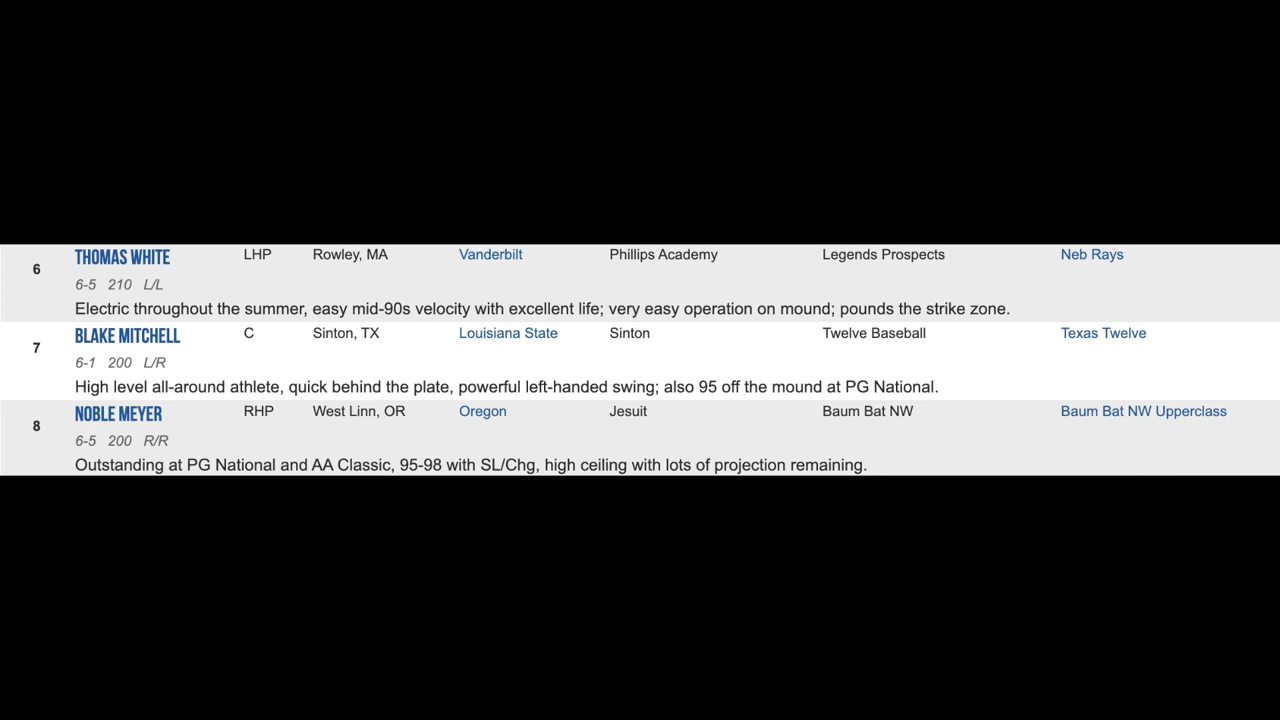 6 THOMAS WHITE LHP Rowley, MA Vanderbilt Phillips Academy Legends Prospects Neb Rays
6-5 210 L/L
Electric throughout the summer, easy mid-90s velocity with excellent life; very easy operation on mound; pounds the strike zone.
7 BLAKE MITCHELL C Sinton, TX Louisiana State Sinton Twelve Baseball Texas Twelve
6-1 200 L/R
High level all-around athlete, quick behind the plate, powerful left-handed swing; also 95 off the mound at PG National.
8 NOBLE MEYER RHP West Linn, OR Oregon Jesuit Baum Bat NW Baum Bat NW Upperclass
6-5 200 R/R
Outstanding at PG National and AA Classic, 95-98 with SL/Chg, high ceiling with lots of projection remaining.